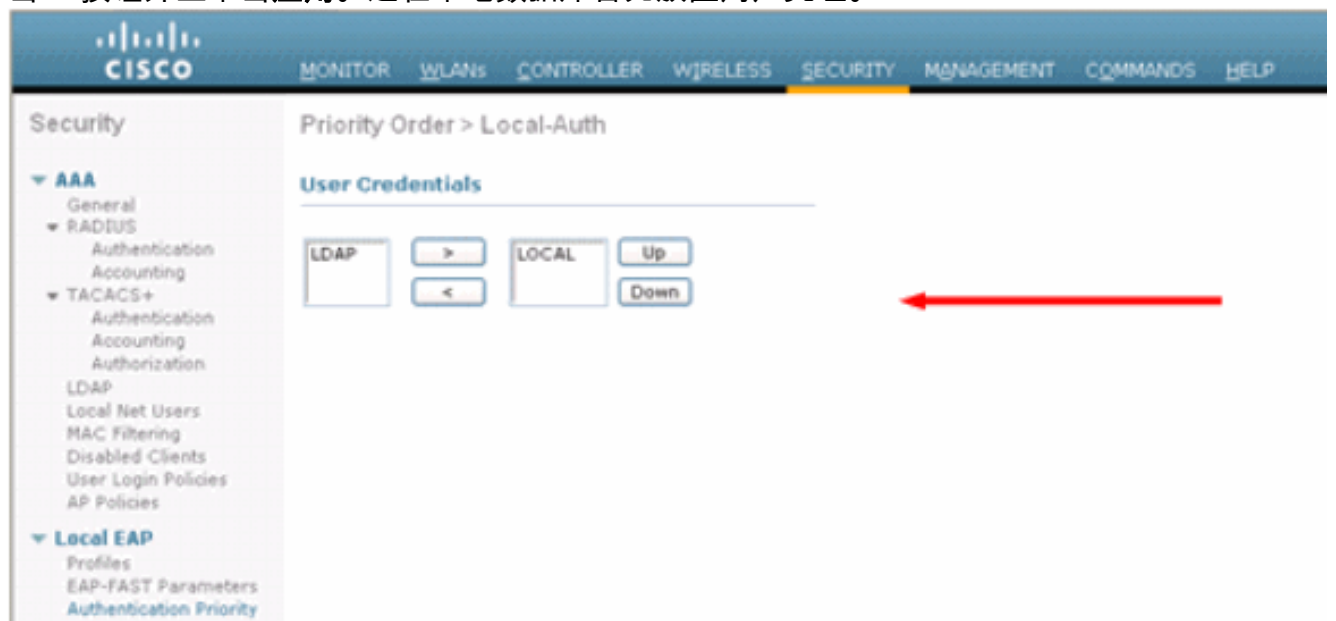 CISCO
MONITOR WLANs CONTROLLER WIRELESS SECURITY MANAGEMENT COMMANDS HELP
Security
AAA
General
RADIUS
Authentication
Accounting
TACACS+
Authentication
Accounting
Authorization
LDAP
Local Net Users
MAC Filtering
Disabled Clients
User Login Policies
AP Policies
Local EAP
Profiles
EAP-FAST Parameters
Authentication Priority
Priority Order > Local-Auth
User Credentials
LDAP > LOCAL Up
< Down